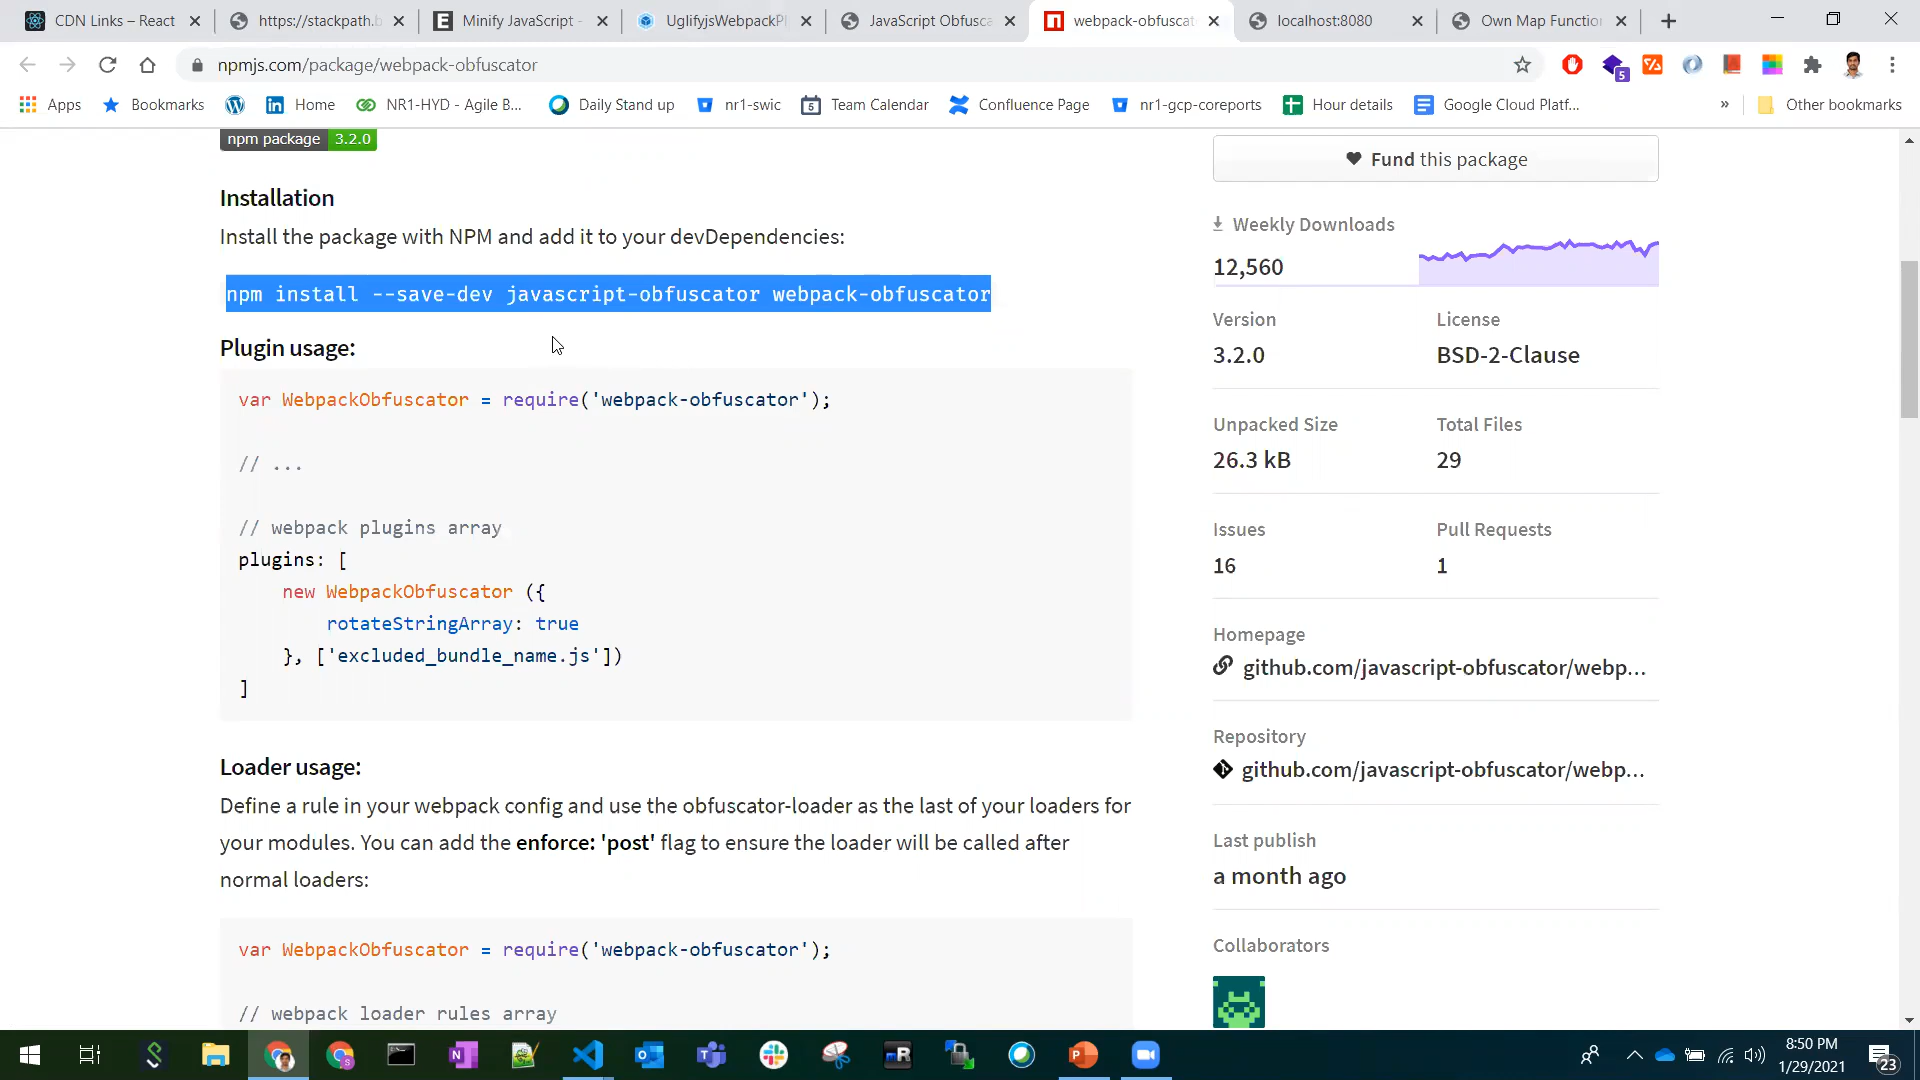 CDN Links – React
https://stackpath.b
Minify JavaScript -
UglifyjsWebpackPl
JavaScript Obfusca
webpack-obfuscat
localhost:8080
Own Map Functio
npmjs.com/package/webpack-obfuscator
5
Apps
Bookmarks
Home
NR1-HYD - Agile B...
Daily Stand up
nr1-swic
5
Team Calendar
Confluence Page
nr1-gcp-coreports
Hour details
Google Cloud Platf...
»
Other bookmarks
npm package 3.2.0
Installation
Install the package with NPM and add it to your devDependencies:
npm install --save-dev javascript-obfuscator webpack-obfuscator
Plugin usage:
var WebpackObfuscator = require('webpack-obfuscator');
// ...
// webpack plugins array
plugins: [
new WebpackObfuscator ({
rotateStringArray: true
}, ['excluded_bundle_name.js'])
]
Loader usage:
Define a rule in your webpack config and use the obfuscator-loader as the last of your loaders for
your modules. You can add the enforce: 'post' flag to ensure the loader will be called after
normal loaders:
var WebpackObfuscator = require('webpack-obfuscator');
// webpack loader rules array
Fund this package
Weekly Downloads
12,560
Version
License
3.2.0
BSD-2-Clause
Unpacked Size
Total Files
26.3 kB
29
Issues
Pull Requests
16
1
Homepage
github.com/javascript-obfuscator/webp...
Repository
github.com/javascript-obfuscator/webp...
Last publish
a month ago
Collaborators
8:50 PM
1/29/2021
23